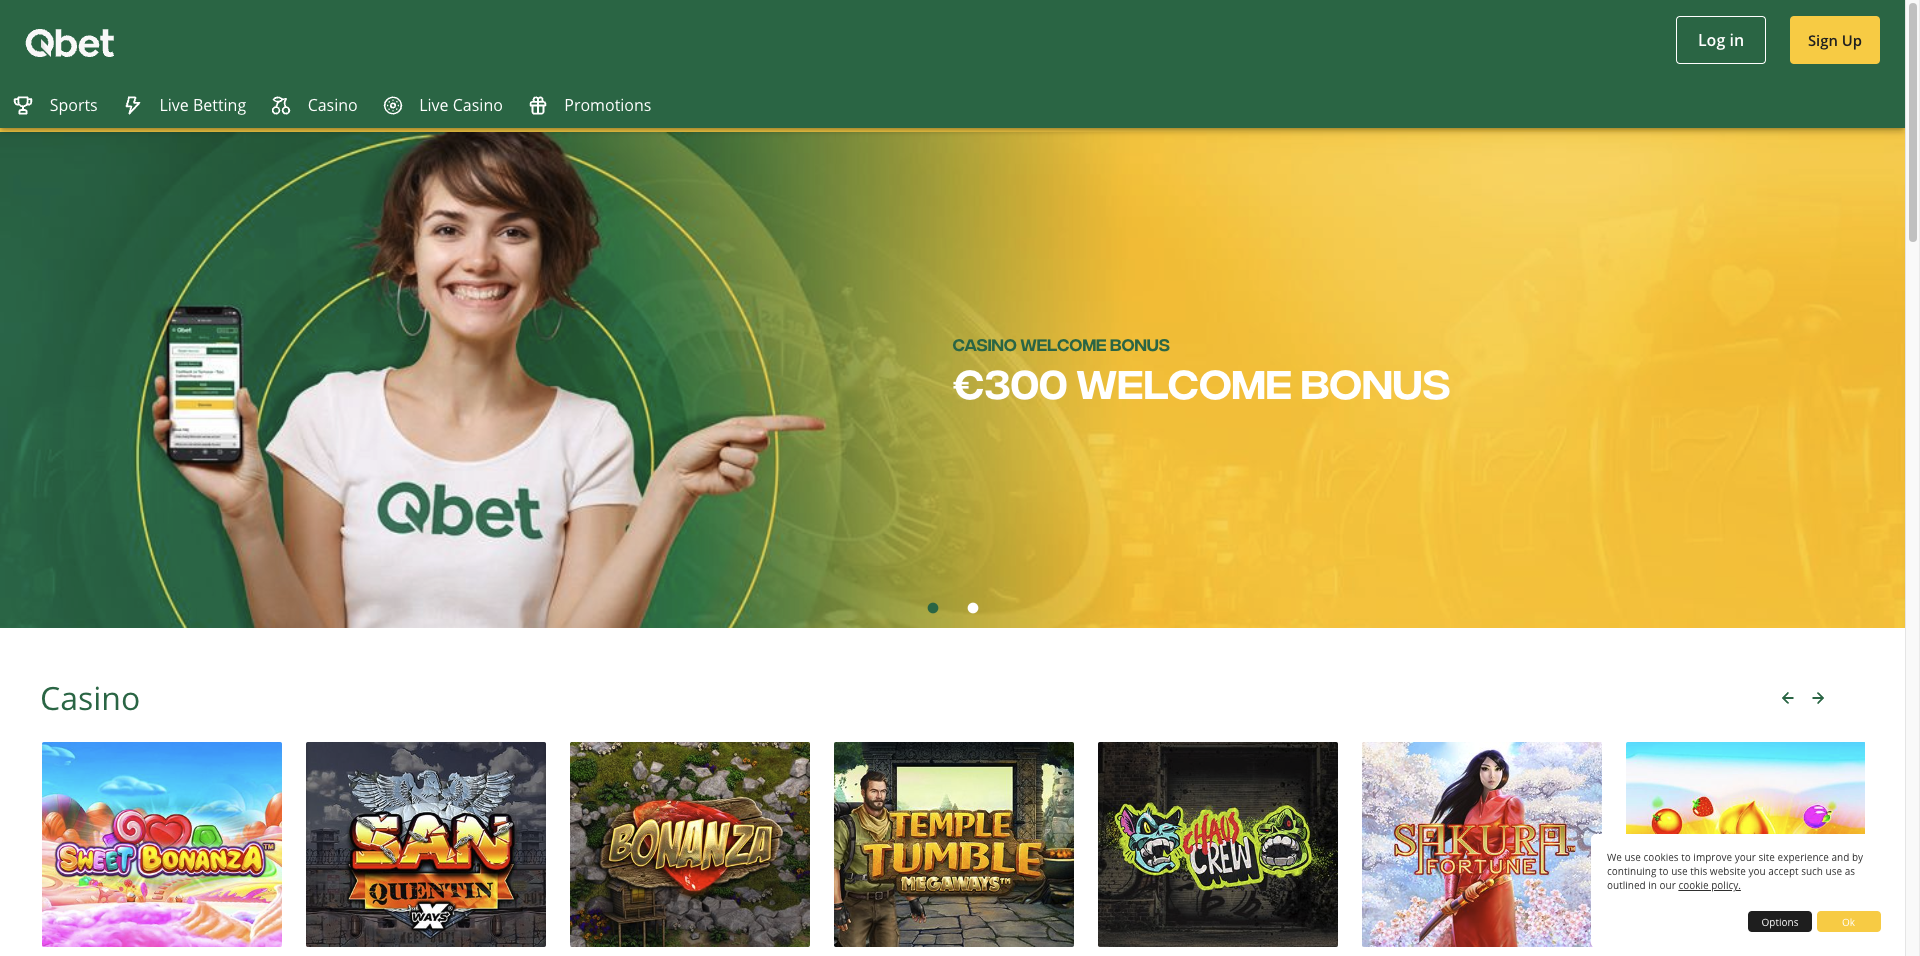 Qbet
Log in
Sign Up
Sports
Live Betting
Casino
Live Casino
Promotions
Qbet
CASINO WELCOME BONUS
€300 WELCOME BONUS
Qbet
Casino
SWEET BONANZA™
SAN
QUENTIN
xWAYS®
BONANZA
TEMPLE
TUMBLE
MEGAWAYS™
CHAOS
CREW
SAKURA
FORTUNE™
We use cookies to improve your site experience and by
continuing to use this website you accept such use as
outlined in our cookie policy.
Options
Ok